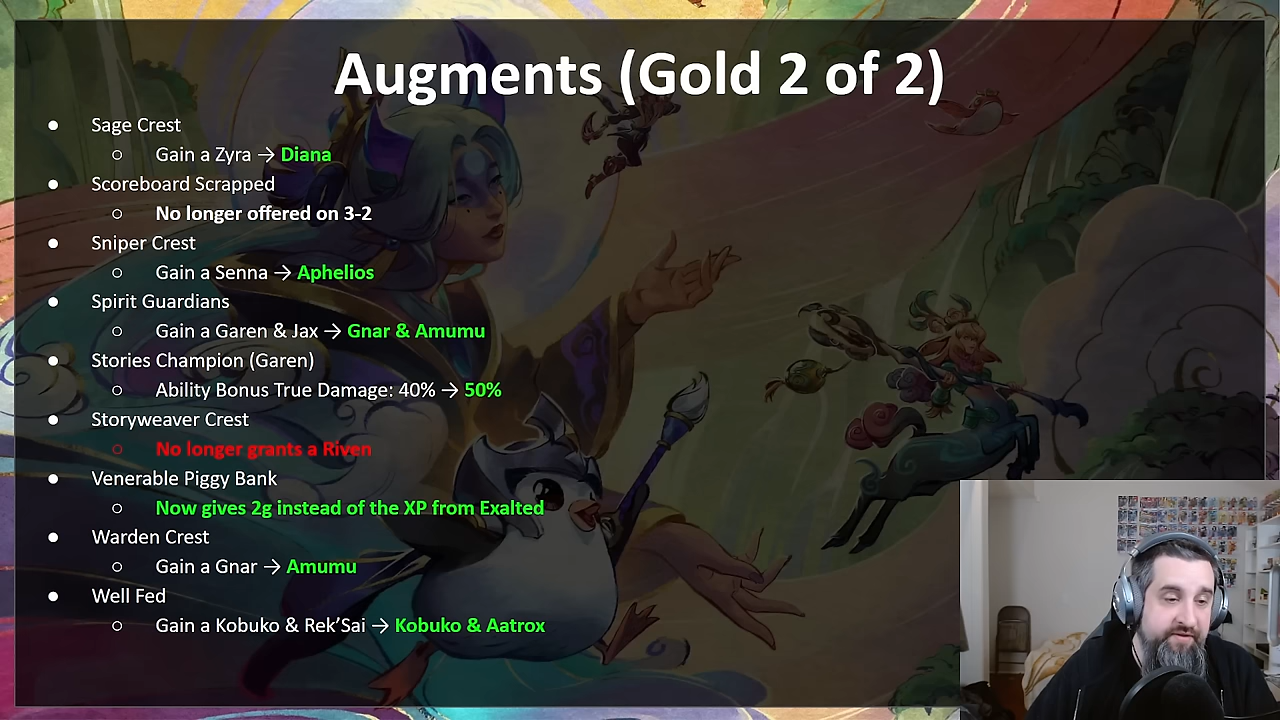 Augments (Gold 2 of 2)
● Sage Crest
○ Gain a Zyra → Diana
● Scoreboard Scrapped
○ No longer offered on 3-2
● Sniper Crest
○ Gain a Senna → Aphelios
● Spirit Guardians
○ Gain a Garen & Jax → Gnar & Amumu
● Stories Champion (Garen)
○ Ability Bonus True Damage: 40% → 50%
● Storyweaver Crest
○ No longer grants a Riven
● Venerable Piggy Bank
○ Now gives 2g instead of the XP from Exalted
● Warden Crest
○ Gain a Gnar → Amumu
● Well Fed
○ Gain a Kobuko & Rek’Sai → Kobuko & Aatrox